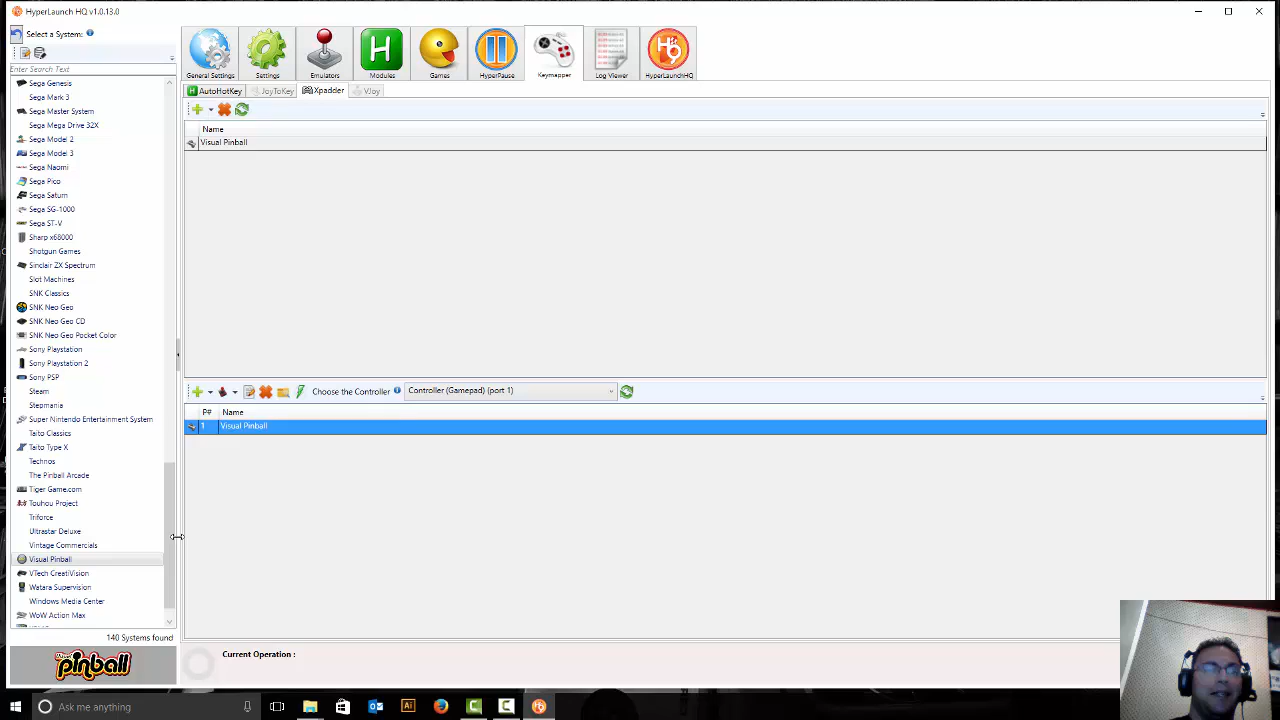 HyperLaunch HQ v1.0.13.0
Select a System:
Enter Search Text
Sega Genesis
Sega Mark 3
Sega Master System
Sega Mega Drive 32X
Sega Model 2
Sega Model 3
Sega Naomi
Sega Pico
Sega Saturn
Sega SG-1000
Sega ST-V
Sharp x68000
Shotgun Games
Sinclair ZX Spectrum
Slot Machines
SNK Classics
SNK Neo Geo
SNK Neo Geo CD
SNK Neo Geo Pocket Color
Sony Playstation
Sony Playstation 2
Sony PSP
Steam
Stepmania
Super Nintendo Entertainment System
Taito Classics
Taito Type X
Technos
The Pinball Arcade
Tiger Game.com
Touhou Project
Triforce
Ultrastar Deluxe
Vintage Commercials
Visual Pinball
VTech CreatiVision
Watara Supervision
Windows Media Center
WoW Action Max
140 Systems found
Visual pinball
General Settings
Settings
Emulators
H
Modules
Games
HyperPause
Keymapper
Log Viewer
HQ
HyperLaunchHQ
H AutoHotKey
JoyToKey
Xpadder
VJoy
Name
Visual Pinball
Choose the Controller
Controller (Gamepad) (port 1)
P# Name
1 Visual Pinball
Current Operation :
Ask me anything
Ai